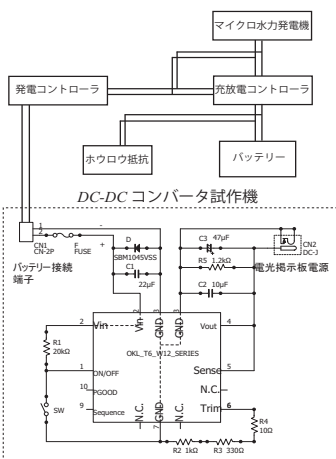 マイクロ水力発電機
発電コントローラ
充放電コントローラ
ホウロウ抵抗
バッテリー
DC-DC コンバータ試作機
1
2
CN1
CN-2P
F
FUSE
-
+
D
SBM1045VSS
C1
22μF
C3 47μF
R5 1.2kΩ
C2 10μF
CN2
DC-J
バッテリー接続
端子
電光掲示板電源
2
3
3
Vin
Vin
GND
GND
Vout
4
R1
20kΩ
OKL_T6_W12_SERIES
1
ON/OFF
Sense
5
10
PGOOD
N.C.
SW
9
Sequence
N.C.
GND
N.C.
Trim
6
7
R4
10Ω
R2 1kΩ
R3 330Ω